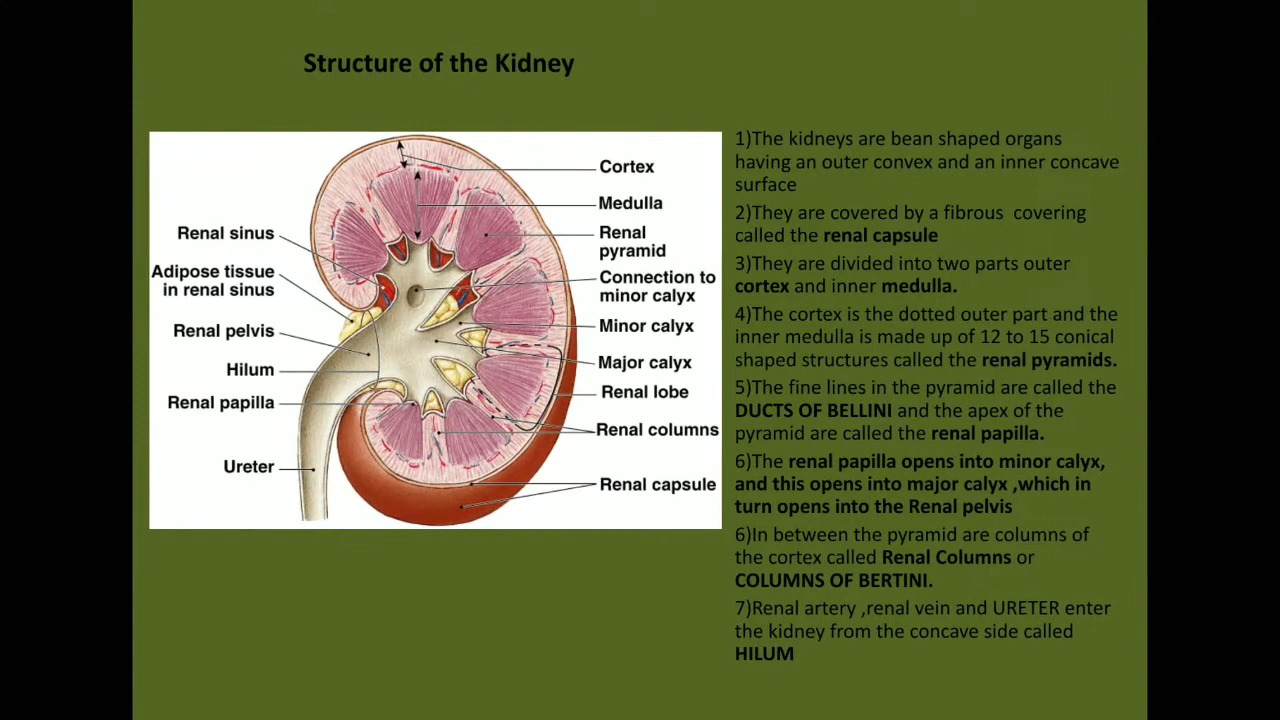 Structure of the Kidney
Cortex
Medulla
Renal
pyramid
Connection to
minor calyx
Minor calyx
Major calyx
Renal lobe
Renal columns
Renal capsule
Renal sinus
Adipose tissue
in renal sinus
Renal pelvis
Hilum
Renal papilla
Ureter
1)The kidneys are bean shaped organs
having an outer convex and an inner concave
surface
2)They are covered by a fibrous  covering
called the renal capsule
3)They are divided into two parts outer
cortex and inner medulla.
4)The cortex is the dotted outer part and the
inner medulla is made up of 12 to 15 conical
shaped structures called the renal pyramids.
5)The fine lines in the pyramid are called the
DUCTS OF BELLINI and the apex of the
pyramid are called the renal papilla.
6)The renal papilla opens into minor calyx,
and this opens into major calyx ,which in
turn opens into the Renal pelvis
6)In between the pyramid are columns of
the cortex called Renal Columns or
COLUMNS OF BERTINI.
7)Renal artery ,renal vein and URETER enter
the kidney from the concave side called
HILUM